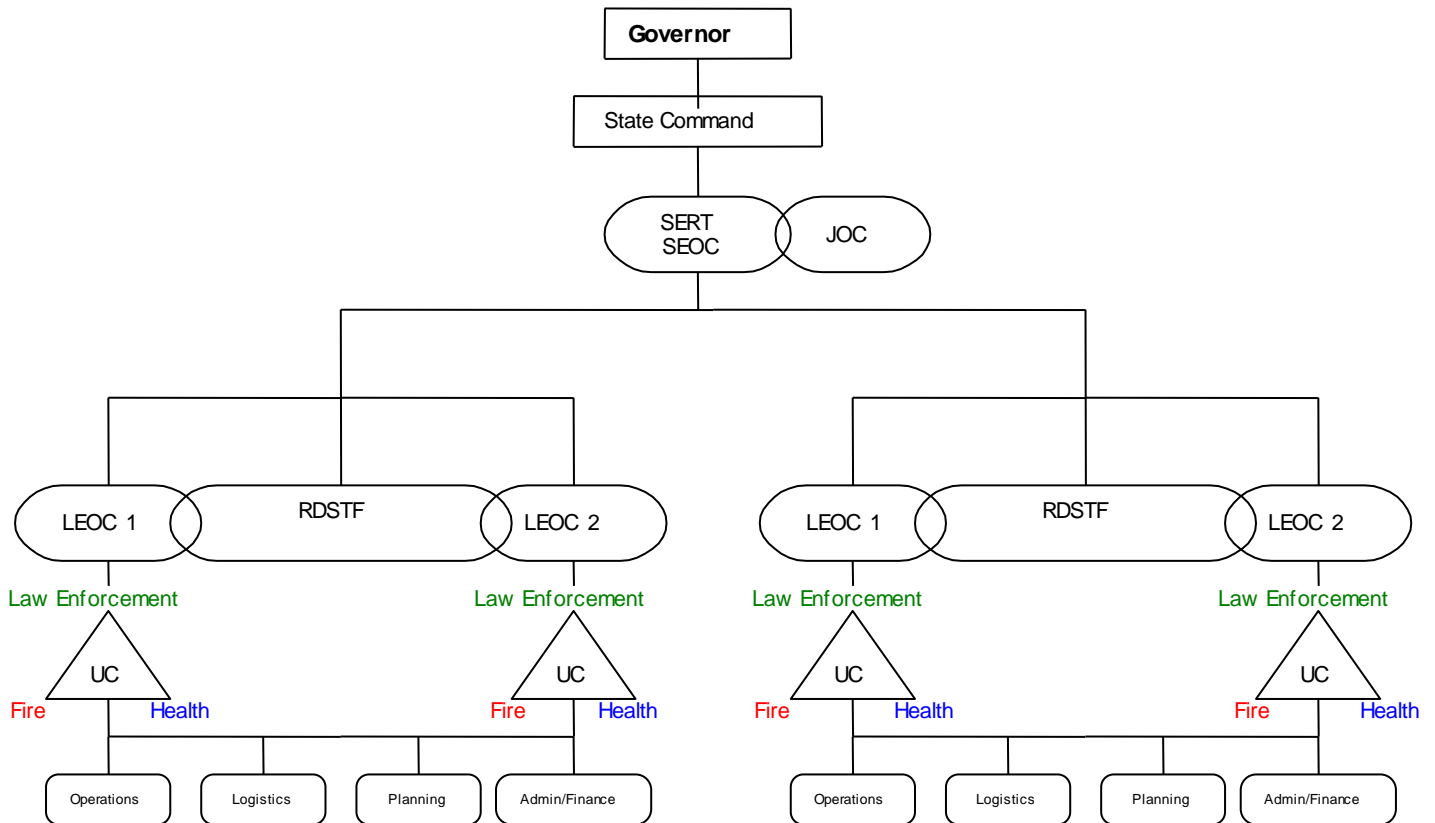 Governor
State Command
SERT
SEOC
JOC
LEOC 1
RDSTF
LEOC 2
LEOC 1
RDSTF
LEOC 2
Law Enforcement
Law Enforcement
Law Enforcement
Law Enforcement
UC
UC
UC
UC
Fire
Health
Fire
Health
Fire
Health
Fire
Health
Operations
Logistics
Planning
Admin/Finance
Operations
Logistics
Planning
Admin/Finance